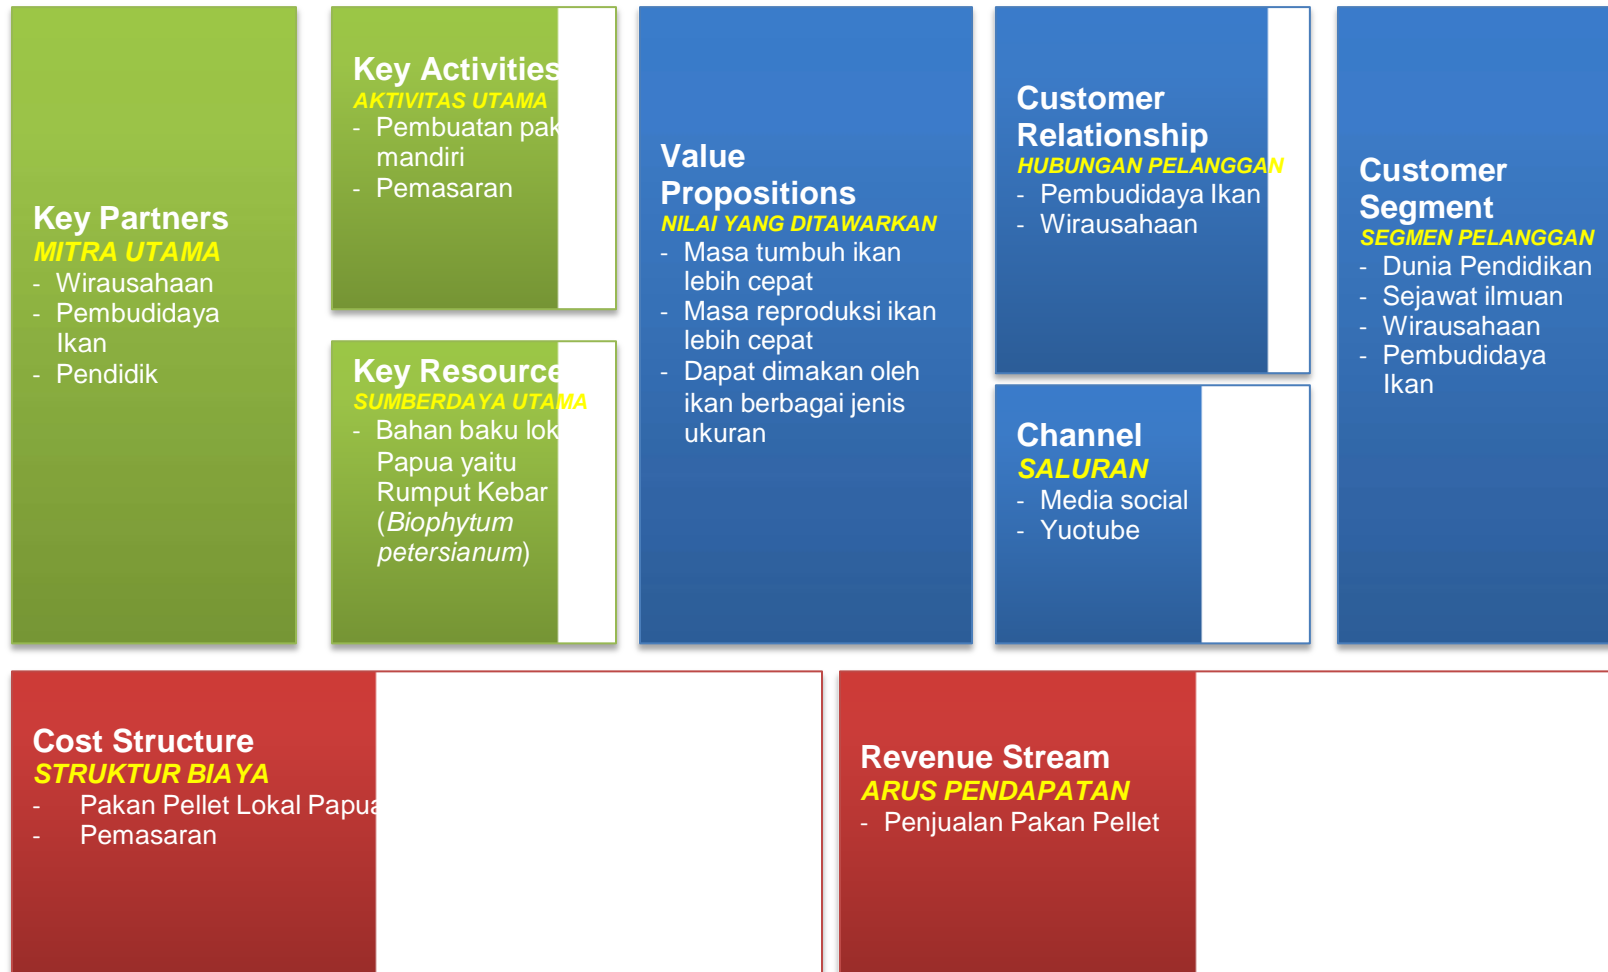 Key Partners
MITRA UTAMA
- Wirausahaan
- Pembudidaya
Ikan
- Pendidik
Key Activities
AKTIVITAS UTAMA
- Pembuatan pak
mandiri
- Pemasaran
Key Resource
SUMBERDAYA UTAMA
- Bahan baku lok
Papua yaitu
Rumput Kebar
(Biophytum
petersianum)
Value
Propositions
NILAI YANG DITAWARKAN
- Masa tumbuh ikan
lebih cepat
- Masa reproduksi ikan
lebih cepat
- Dapat dimakan oleh
ikan berbagai jenis
ukuran
Customer
Relationship
HUBUNGAN PELANGGAN
- Pembudidaya Ikan
- Wirausahaan
Channel
SALURAN
- Media social
- Yuotube
Customer
Segment
SEGMEN PELANGGAN
- Dunia Pendidikan
- Sejawat ilmuan
- Wirausahaan
- Pembudidaya
Ikan
Cost Structure
STRUKTUR BIAYA
- Pakan Pellet Lokal Papua
- Pemasaran
Revenue Stream
ARUS PENDAPATAN
- Penjualan Pakan Pellet